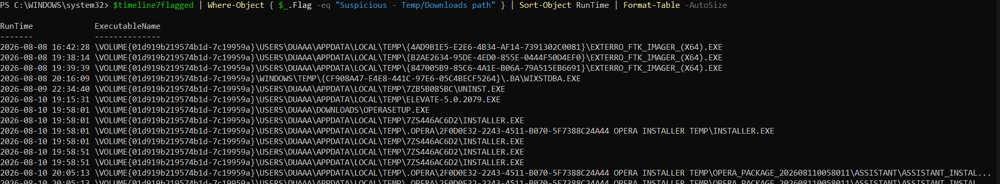 PS C:\WINDOWS\system32> $timeline7flagged | Where-Object { $_.Flag -eq "Suspicious - Temp/Downloads path" } | Sort-Object RunTime | Format-Table -AutoSize
RunTime ExecutableName
------- --------------
2026-08-08 16:42:28 \VOLUME{01d919b219574b1d-7c19959a}\USERS\DUAAA\APPDATA\LOCAL\TEMP\{4AD9B1E5-E2E6-4B34-AF14-7391302C0081}\EXTERRO_FTK_IMAGER_(X64).EXE
2026-08-08 19:38:14 \VOLUME{01d919b219574b1d-7c19959a}\USERS\DUAAA\APPDATA\LOCAL\TEMP\{B2AE2634-95DE-4ED0-855E-0444F50D4EF0}\EXTERRO_FTK_IMAGER_(X64).EXE
2026-08-08 19:39:39 \VOLUME{01d919b219574b1d-7c19959a}\USERS\DUAAA\APPDATA\LOCAL\TEMP\{847005B9-85C6-4A1E-B06A-79A515EB6691}\EXTERRO_FTK_IMAGER_(X64).EXE
2026-08-08 20:16:09 \VOLUME{01d919b219574b1d-7c19959a}\WINDOWS\TEMP\{CF908A47-E4E8-441C-97E6-05C4BECF5264}\.BA\WIXSTDBA.EXE
2026-08-09 22:34:40 \VOLUME{01d919b219574b1d-7c19959a}\USERS\DUAAA\APPDATA\LOCAL\TEMP\7ZB5B085BC\UNINST.EXE
2026-08-10 19:15:31 \VOLUME{01d919b219574b1d-7c19959a}\USERS\DUAAA\APPDATA\LOCAL\TEMP\ELEVATE-5.0.2079.EXE
2026-08-10 19:58:01 \VOLUME{01d919b219574b1d-7c19959a}\USERS\DUAAA\DOWNLOADS\OPERASETUP.EXE
2026-08-10 19:58:01 \VOLUME{01d919b219574b1d-7c19959a}\USERS\DUAAA\APPDATA\LOCAL\TEMP\7ZS446AC6D2\INSTALLER.EXE
2026-08-10 19:58:01 \VOLUME{01d919b219574b1d-7c19959a}\USERS\DUAAA\APPDATA\LOCAL\TEMP\.OPERA\2F0D0E32-2243-4511-B070-5F7388C24A44 OPERA INSTALLER TEMP\INSTALLER.EXE
2026-08-10 19:58:01 \VOLUME{01d919b219574b1d-7c19959a}\USERS\DUAAA\APPDATA\LOCAL\TEMP\7ZS446AC6D2\INSTALLER.EXE
2026-08-10 19:58:51 \VOLUME{01d919b219574b1d-7c19959a}\USERS\DUAAA\APPDATA\LOCAL\TEMP\7ZS446AC6D2\INSTALLER.EXE
2026-08-10 19:58:51 \VOLUME{01d919b219574b1d-7c19959a}\USERS\DUAAA\APPDATA\LOCAL\TEMP\7ZS446AC6D2\INSTALLER.EXE
2026-08-10 20:05:13 \VOLUME{01d919b219574b1d-7c19959a}\USERS\DUAAA\APPDATA\LOCAL\TEMP\.OPERA\2F0D0E32-2243-4511-B070-5F7388C24A44 OPERA INSTALLER TEMP\OPERA_PACKAGE_202608110058011\ASSISTANT\ASSISTANT_INSTAL...
2026-08-10 20:05:13 \VOLUME{01d919b219574b1d-7c19959a}\USERS\DUAAA\APPDATA\LOCAL\TEMP\.OPERA\2F0D0E32-2243-4511-B070-5F7388C24A44 OPERA INSTALLER TEMP\OPERA_PACKAGE_202608110058011\ASSISTANT\ASSISTANT_INSTAL...